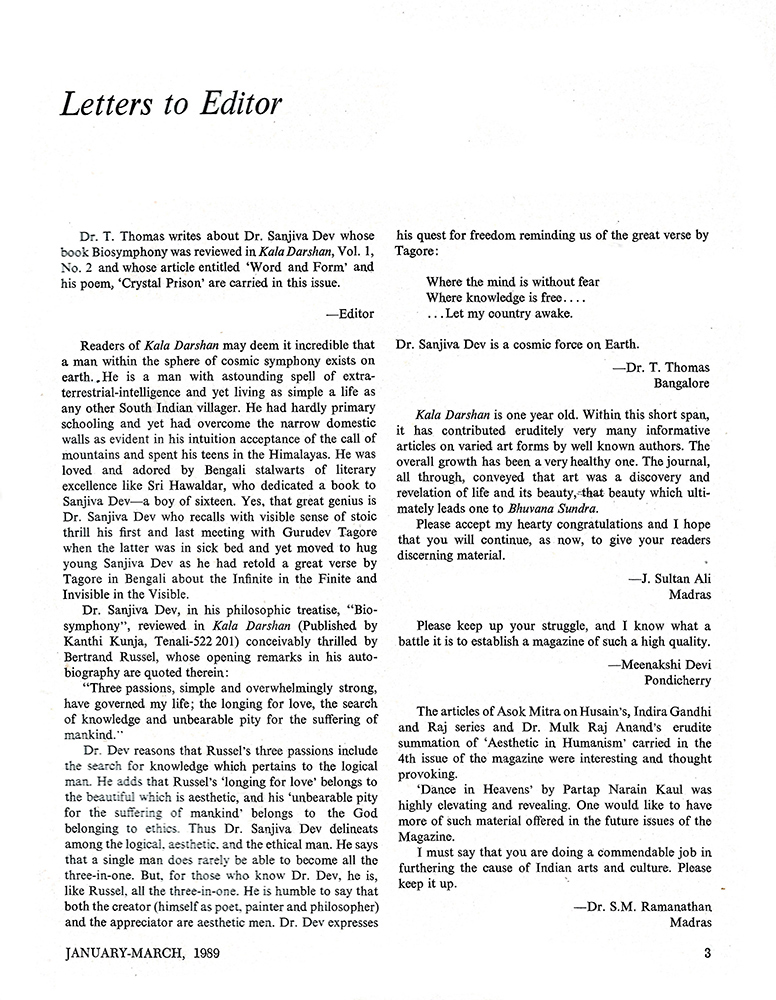 Letters to Editor
Dr. T. Thomas writes about Dr. Sanjiva Dev whose
book Biosymphony was reviewed in Kala Darshan, Vol. 1,
No. 2 and whose article entitled ‘Word and Form’ and
his poem, ‘Crystal Prison’ are carried in this issue.
—Editor
Readers of Kala Darshan may deem it incredible that
a man within the sphere of cosmic symphony exists on
earth. He is a man with astounding spell of extra-
terrestrial-intelligence and yet living as simple a life as
any other South Indian villager. He had hardly primary
schooling and yet had overcome the narrow domestic
walls as evident in his intuition acceptance of the call of
mountains and spent his teens in the Himalayas. He was
loved and adored by Bengali stalwarts of literary
excellence like Sri Hawaldar, who dedicated a book to
Sanjiva Dev—a boy of sixteen. Yes, that great genius is
Dr. Sanjiva Dev who recalls with visible sense of stoic
thrill his first and last meeting with Gurudev Tagore
when the latter was in sick bed and yet moved to hug
young Sanjiva Dev as he had retold a great verse by
Tagore in Bengali about the Infinite in the Finite and
Invisible in the Visible.
Dr. Sanjiva Dev, in his philosophic treatise, “Bio-
symphony”, reviewed in Kala Darshan (Published by
Kanthi Kunja, Tenali-522 201) conceivably thrilled by
Bertrand Russel, whose opening remarks in his auto-
biography are quoted therein:
“Three passions, simple and overwhelmingly strong,
have governed my life; the longing for love, the search
of knowledge and unbearable pity for the suffering of
mankind.”
Dr. Dev reasons that Russel’s three passions include
the search for knowledge which pertains to the logical
man. He adds that Russel’s ‘longing for love’ belongs to
the beautiful which is aesthetic, and his ‘unbearable pity
for the suffering of mankind’ belongs to the God
belonging to ethics. Thus Dr. Sanjiva Dev delineats
among the logical, aesthetic, and the ethical man. He says
that a single man does rarely be able to become all the
three-in-one. But, for those who know Dr. Dev, he is,
like Russel, all the three-in-one. He is humble to say that
both the creator (himself as poet, painter and philosopher)
and the appreciator are aesthetic men. Dr. Dev expresses
his quest for freedom reminding us of the great verse by
Tagore:
Where the mind is without fear
Where knowledge is free....
...Let my country awake.
Dr. Sanjiva Dev is a cosmic force on Earth.
—Dr. T. Thomas
Bangalore
Kala Darshan is one year old. Within this short span,
it has contributed eruditely very many informative
articles on varied art forms by well known authors. The
overall growth has been a very healthy one. The journal,
all through, conveyed that art was a discovery and
revelation of life and its beauty, that beauty which ulti-
mately leads one to Bhuvana Sundra.
Please accept my hearty congratulations and I hope
that you will continue, as now, to give your readers
discerning material.
—J. Sultan Ali
Madras
Please keep up your struggle, and I know what a
battle it is to establish a magazine of such a high quality.
—Meenakshi Devi
Pondicherry
The articles of Asok Mitra on Husain’s, Indira Gandhi
and Raj series and Dr. Mulk Raj Anand’s erudite
summation of ‘Aesthetic in Humanism’ carried in the
4th issue of the magazine were interesting and thought
provoking.
‘Dance in Heavens’ by Partap Narain Kaul was
highly elevating and revealing. One would like to have
more of such material offered in the future issues of the
Magazine.
I must say that you are doing a commendable job in
furthering the cause of Indian arts and culture. Please
keep it up.
—Dr. S.M. Ramanathan
Madras
JANUARY-MARCH, 1989
3